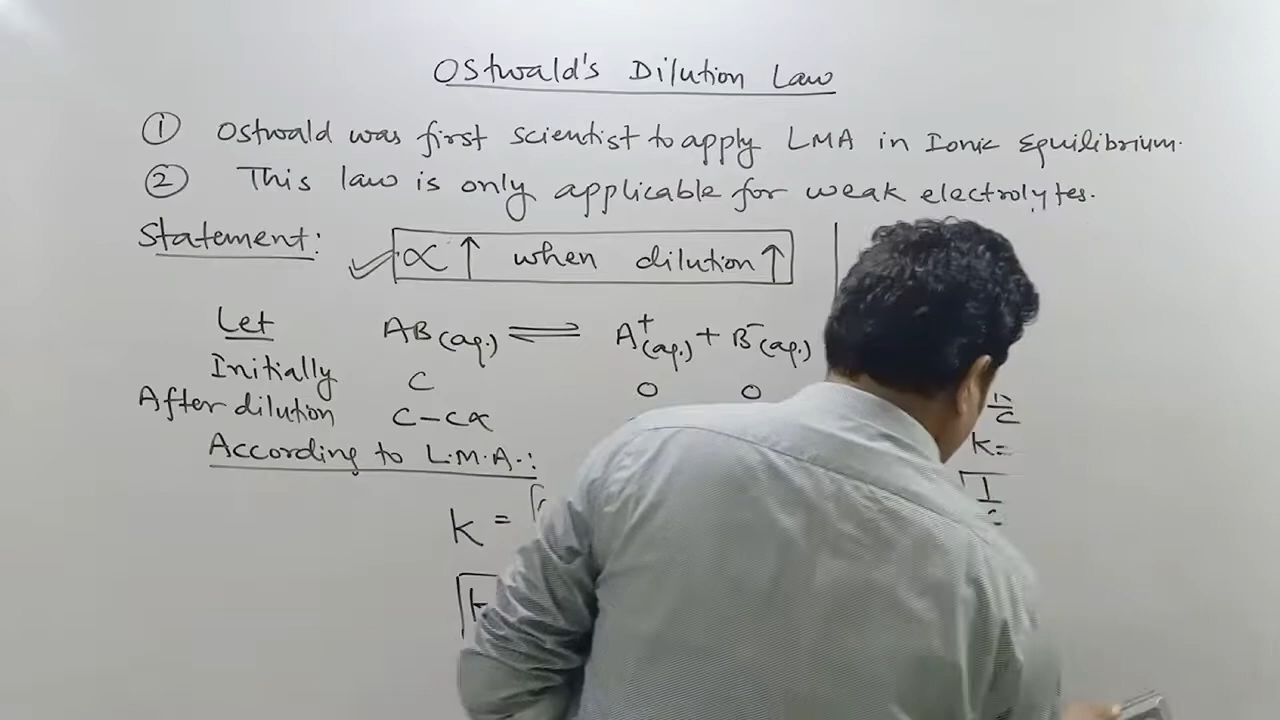 Ostwald's Dilution Law
① Ostwald was first scientist to apply LMA in Ionic Equilibrium.
② This law is only applicable for weak electrolytes.
Statement:
✓ ∝ ↑ when dilution ↑
Let AB(aq.) ⇌ A⁺(aq.) + B⁻(aq.)
Initially C 0 0
After dilution C-C∝
According to L.M.A.:
K =
C
K=
1